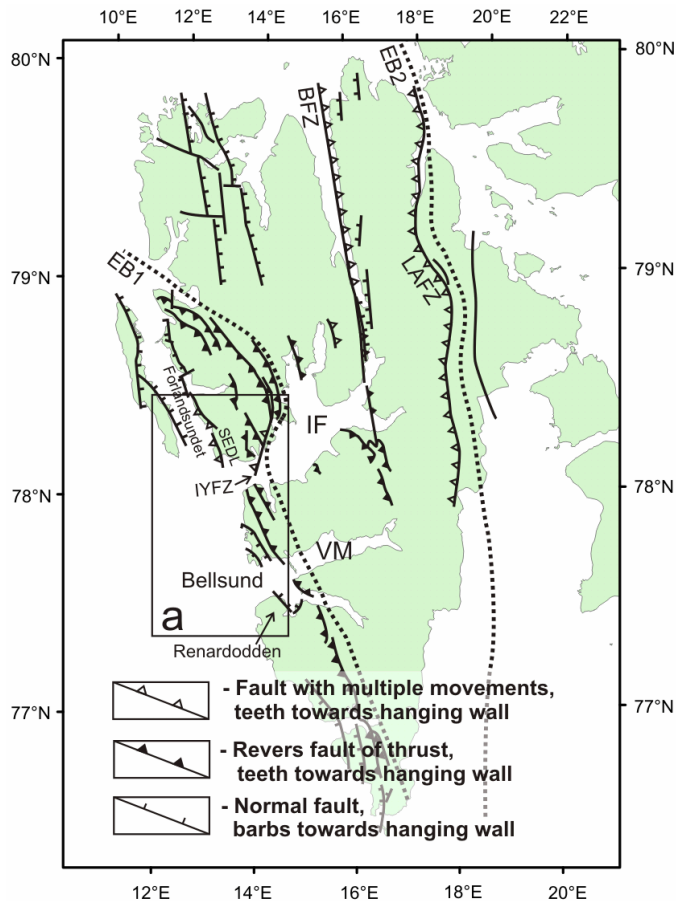 10°E 12°E 14°E 16°E 18°E 20°E 22°E
80°N 80°N
EB2
BFZ
79°N 79°N
EB1
LAFZ
Forlandsundet
SEDL
IF
IYFZ
78°N 78°N
VM
Bellsund
a
Renardodden
- Fault with multiple movements,
teeth towards hanging wall
77°N 77°N
- Revers fault of thrust,
teeth towards hanging wall
- Normal fault,
barbs towards hanging wall
12°E 14°E 16°E 18°E 20°E